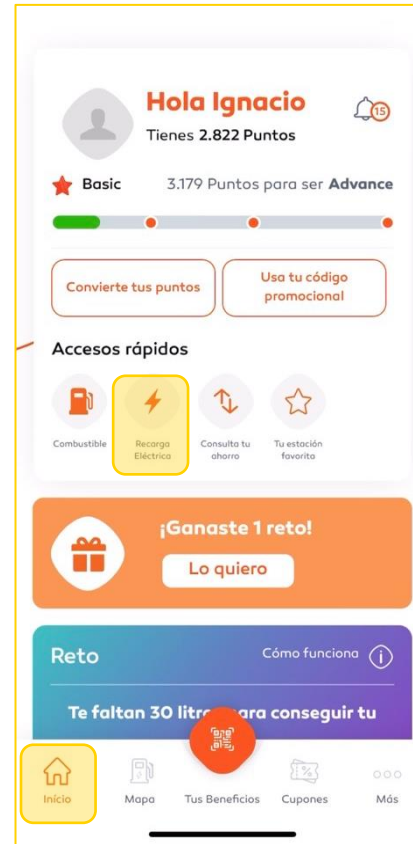 Hola Ignacio
15
Tienes 2.822 Puntos
Basic
3.179 Puntos para ser Advance
Convierte tus puntos
Usa tu código
promocional
Accesos rápidos
Combustible
Recarga
Eléctrica
Consulta tu
ahorro
Tu estación
favorita
¡Ganaste 1 reto!
Lo quiero
Reto
Cómo funciona
Te faltan 30 litros para conseguir tu
Inicio
Mapa
Tus Beneficios
Cupones
Más